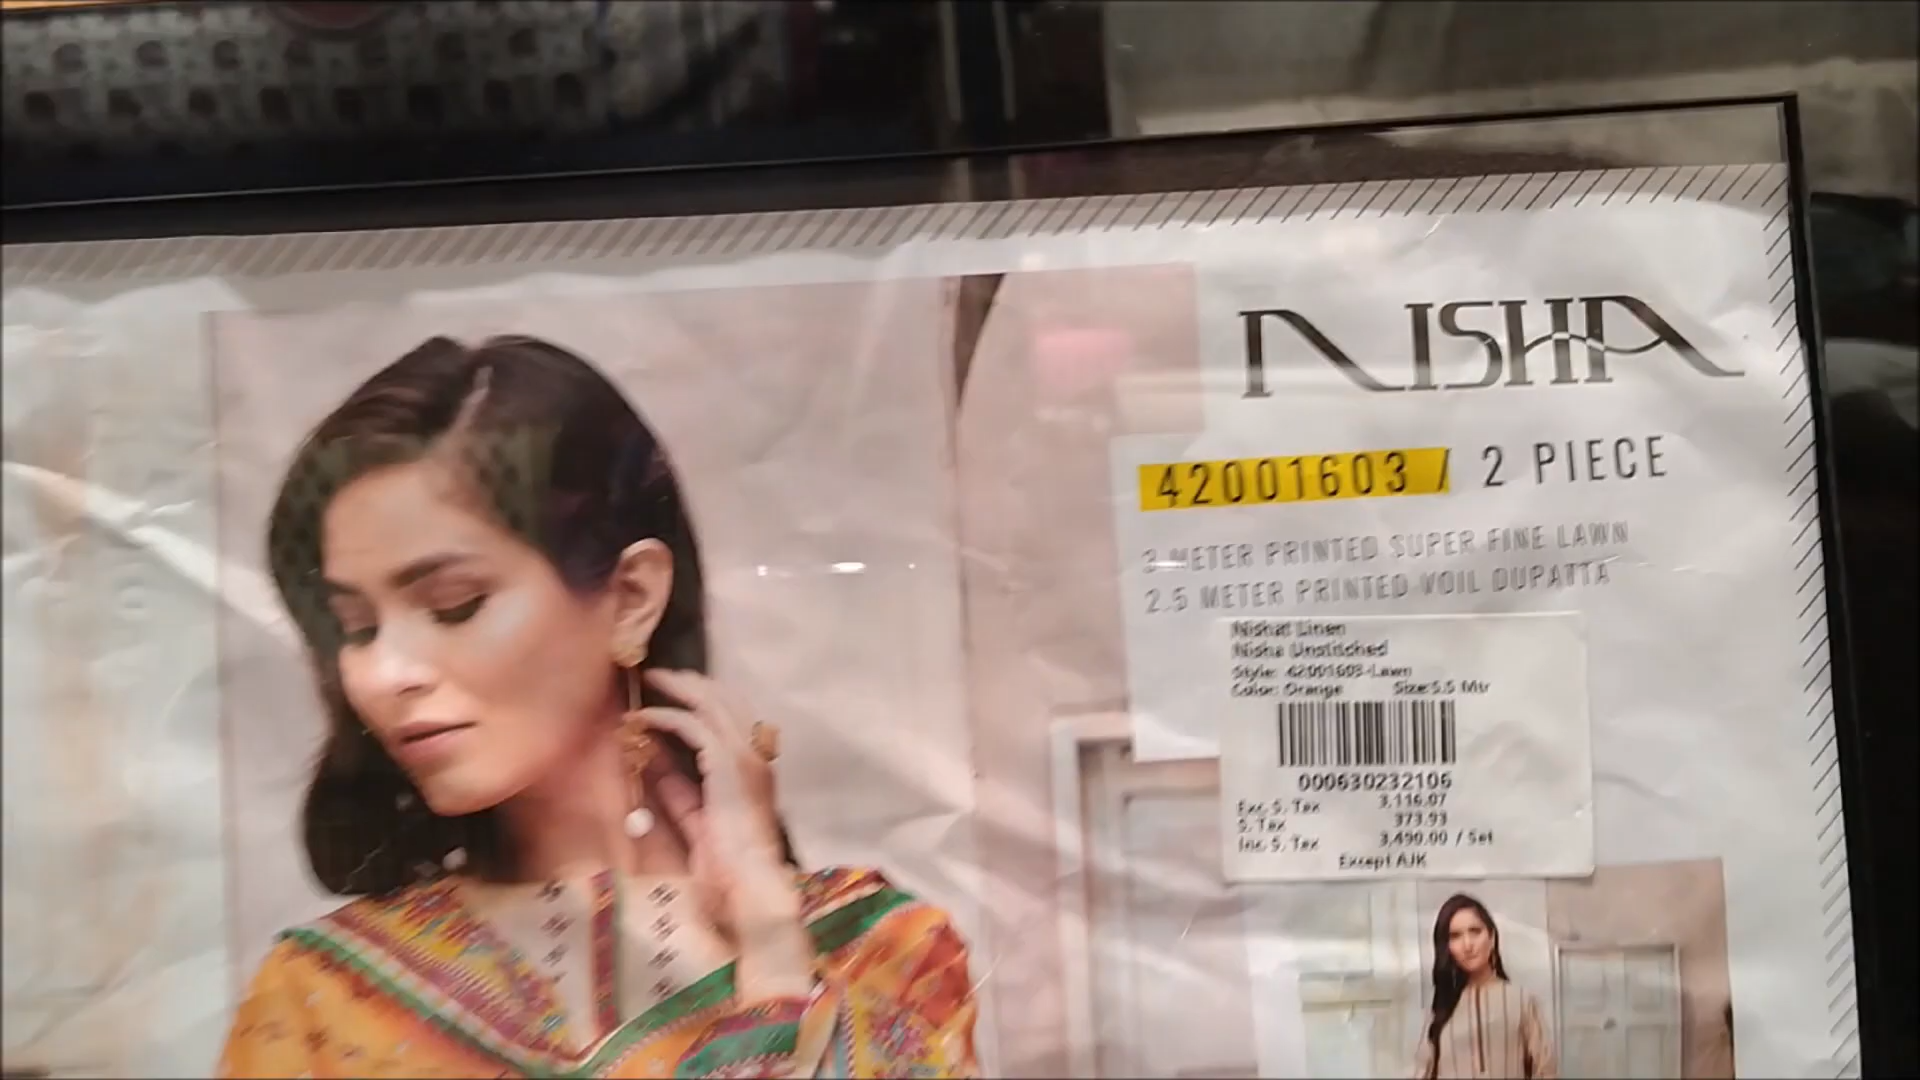 NISHA
42001603 / 2 PIECE
3 METER PRINTED SUPER FINE LAWN
2.5 METER PRINTED VOIL DUPATTA
Nishat Linen
Nisha Unstitched
Style: 42001603-Lawn
Color: Orange Size:5.5 Mtr
000630232106
Exc. S. Tax 3,116.07
S. Tax 373.93
Inc. S. Tax 3,490.00 / Set
Except AJK